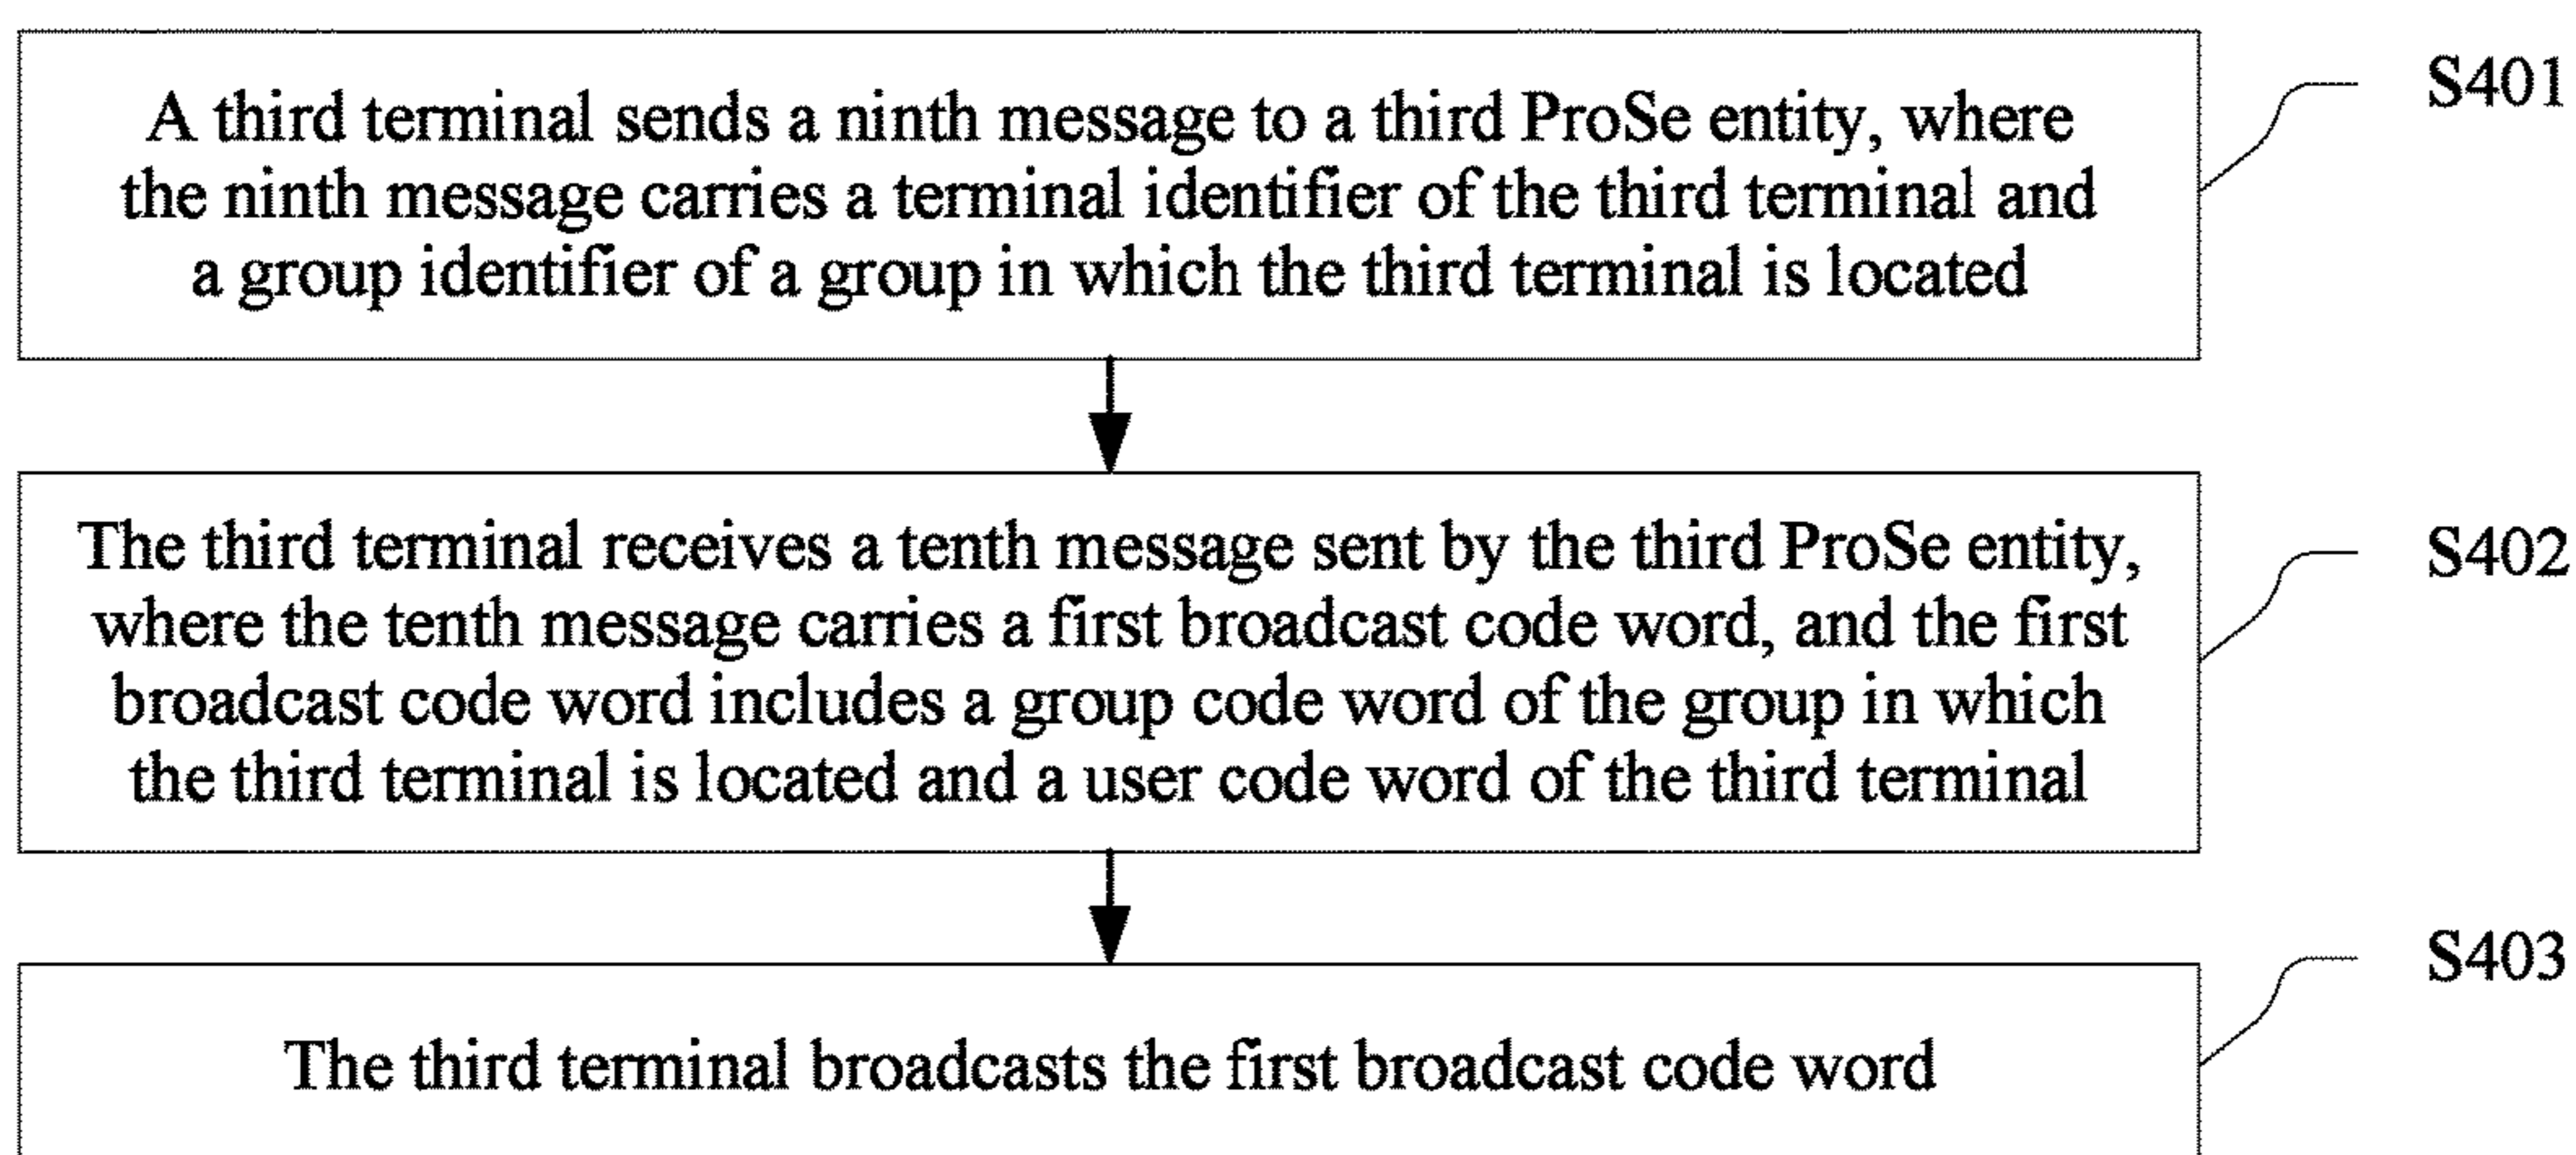 A third terminal sends a ninth message to a third ProSe entity, where
the ninth message carries a terminal identifier of the third terminal and
a group identifier of a group in which the third terminal is located
S401
The third terminal receives a tenth message sent by the third ProSe entity,
where the tenth message carries a first broadcast code word, and the first
broadcast code word includes a group code word of the group in which
the third terminal is located and a user code word of the third terminal
S402
The third terminal broadcasts the first broadcast code word
S403